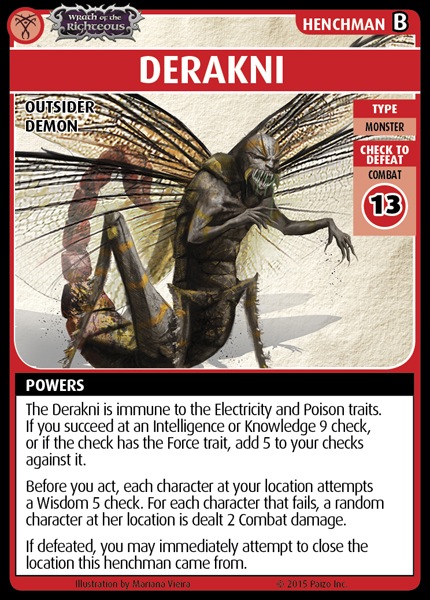 Wrath of the
Righteous
HENCHMAN B
DERAKNI
OUTSIDER
DEMON
TYPE
MONSTER
CHECK TO
DEFEAT
COMBAT
13
POWERS
The Derakni is immune to the Electricity and Poison traits.
If you succeed at an Intelligence or Knowledge 9 check,
or if the check has the Force trait, add 5 to your checks
against it.
Before you act, each character at your location attempts
a Wisdom 5 check. For each character that fails, a random
character at her location is dealt 2 Combat damage.
If defeated, you may immediately attempt to close the
location this henchman came from.
Illustration by Mariana Vieira © 2015 Paizo Inc.